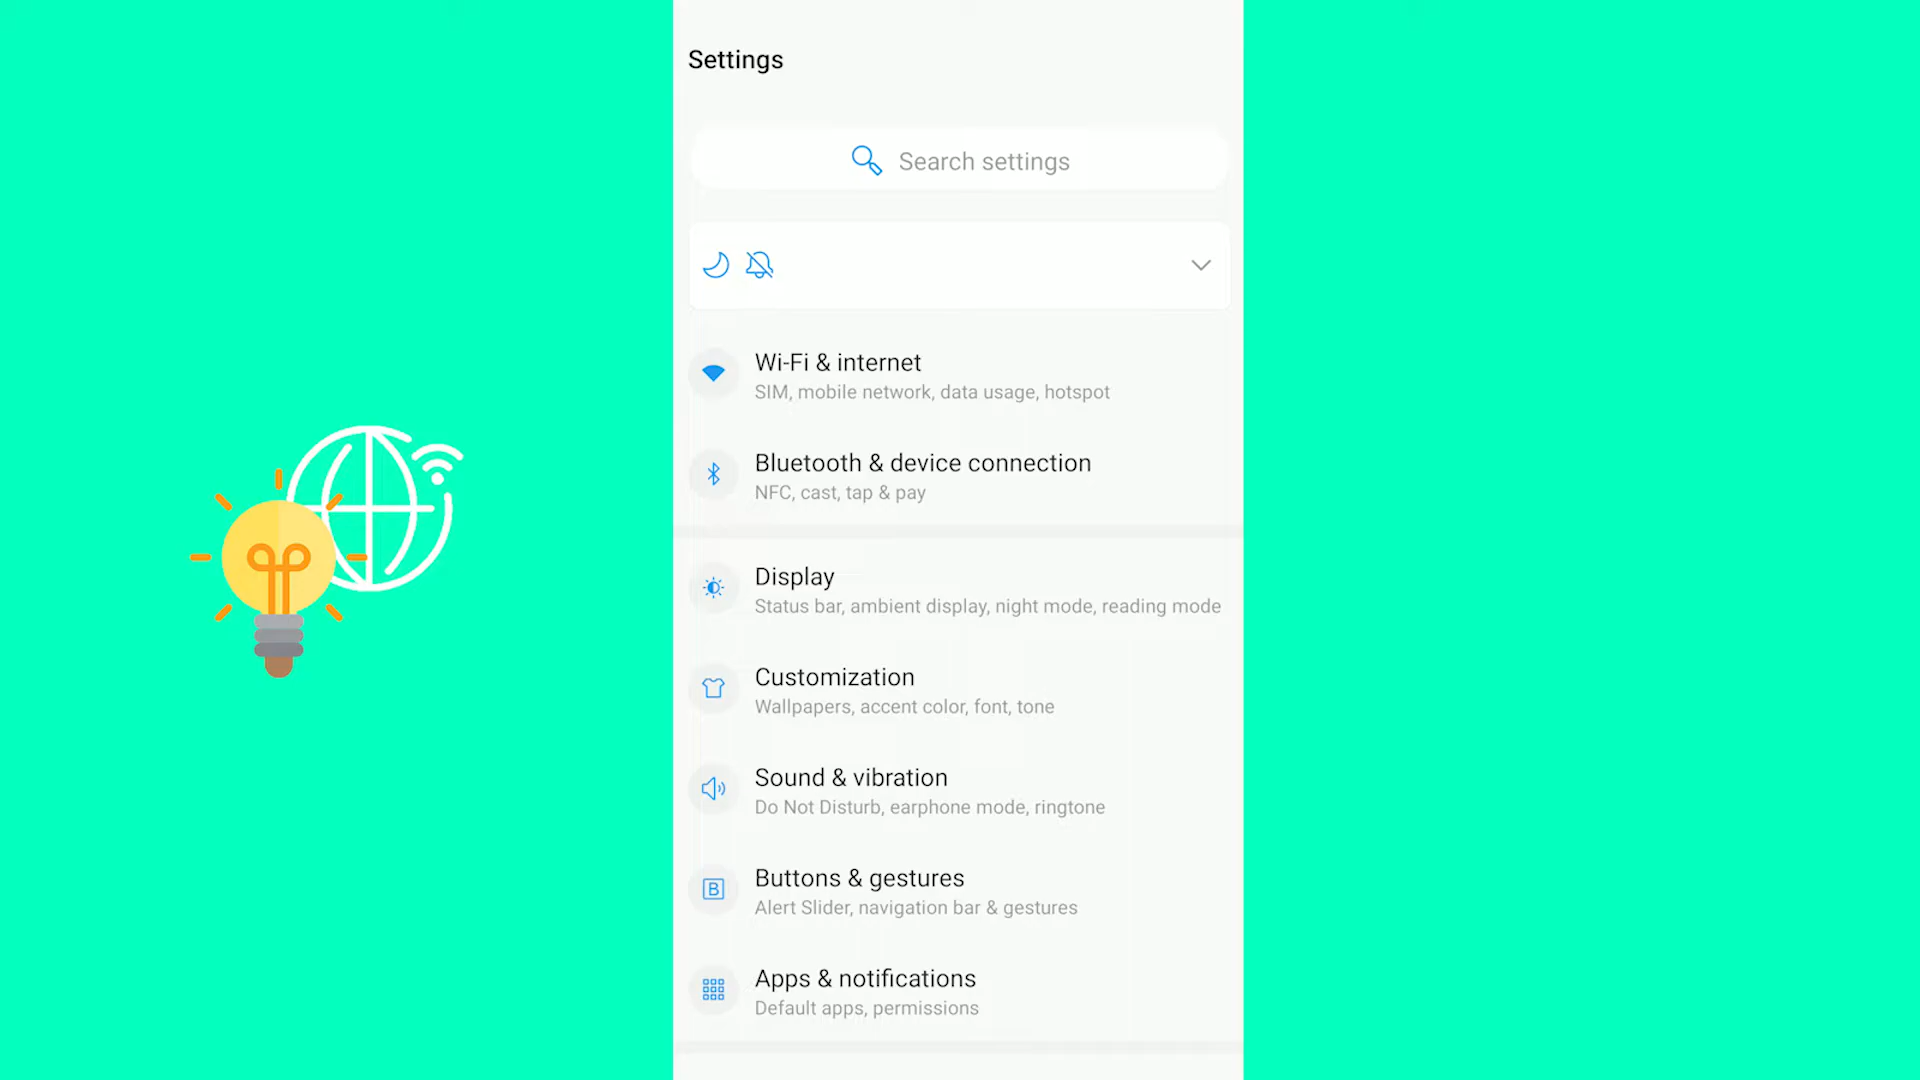 Settings
Search settings
Wi-Fi & internet
SIM, mobile network, data usage, hotspot
Bluetooth & device connection
NFC, cast, tap & pay
Display
Status bar, ambient display, night mode, reading mode
Customization
Wallpapers, accent color, font, tone
Sound & vibration
Do Not Disturb, earphone mode, ringtone
B
Buttons & gestures
Alert Slider, navigation bar & gestures
Apps & notifications
Default apps, permissions